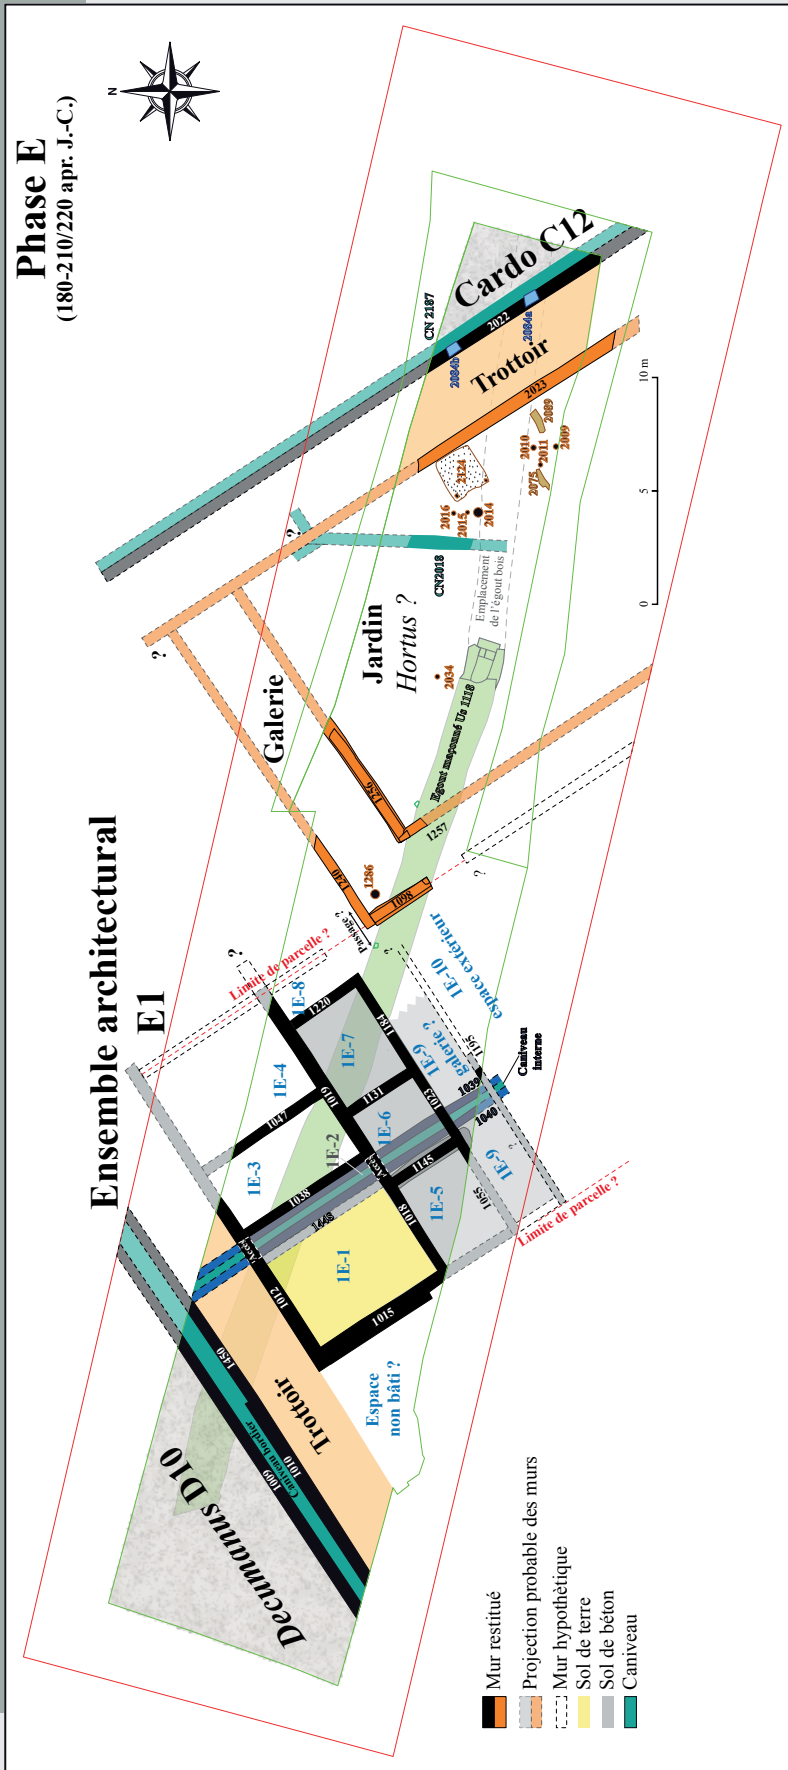 Phase E
(180-210/220 apr. J.-C.)
N
Ensemble architectural
E1
Decumanus D10
Trottoir
1450
Caniveau bordier
1009
1010
Espace
non bâti ?
1012
1015
1E-1
1448
1038
Accès
1E-3
1047
1E-4
1E-2
Accès
1018
1019
1E-5
1145
1E-6
1131
1E-7
1220
1E-8
1184
1023
1055
1E-9
?
1E-9
galerie ?
1039
1040
1195
Caniveau
interne
1E-10
espace extérieur
Limite de parcelle ?
Limite de parcelle ?
?
?
Passage ?
1286
1240
1098
1257
1256
?
Galerie
?
Jardin
Hortus ?
2034
Egout maçonné Us 1118
Emplacement
de l'égout bois
CN2018
?
2016
2015
2014
2124
2075
2010
2011
2009
2089
2023
Trottoir
2022
2084b
2084a
CN 2187
Cardo C12
0
5
10 m
Mur restitué
Projection probable des murs
Mur hypothètique
Sol de terre
Sol de béton
Caniveau